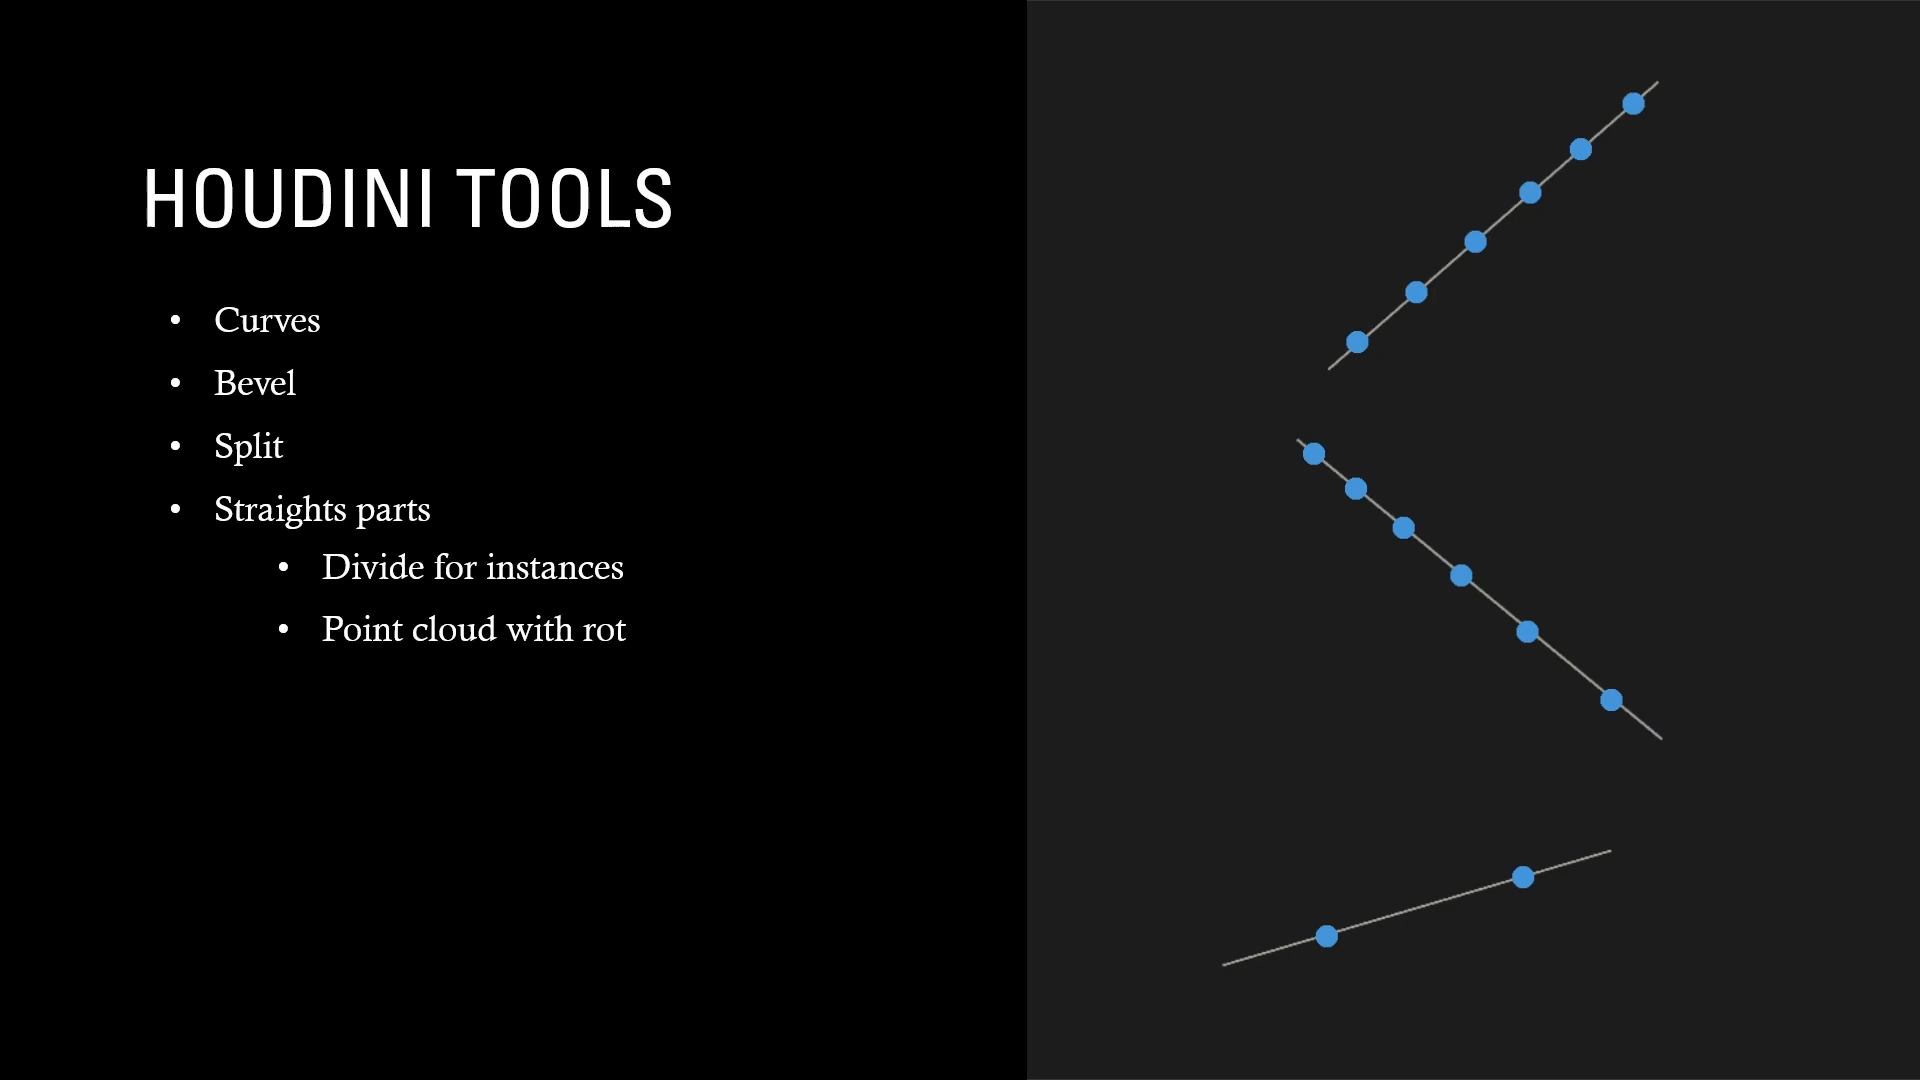 HOUDINI TOOLS
• Curves
• Bevel
• Split
• Straights parts
• Divide for instances
• Point cloud with rot